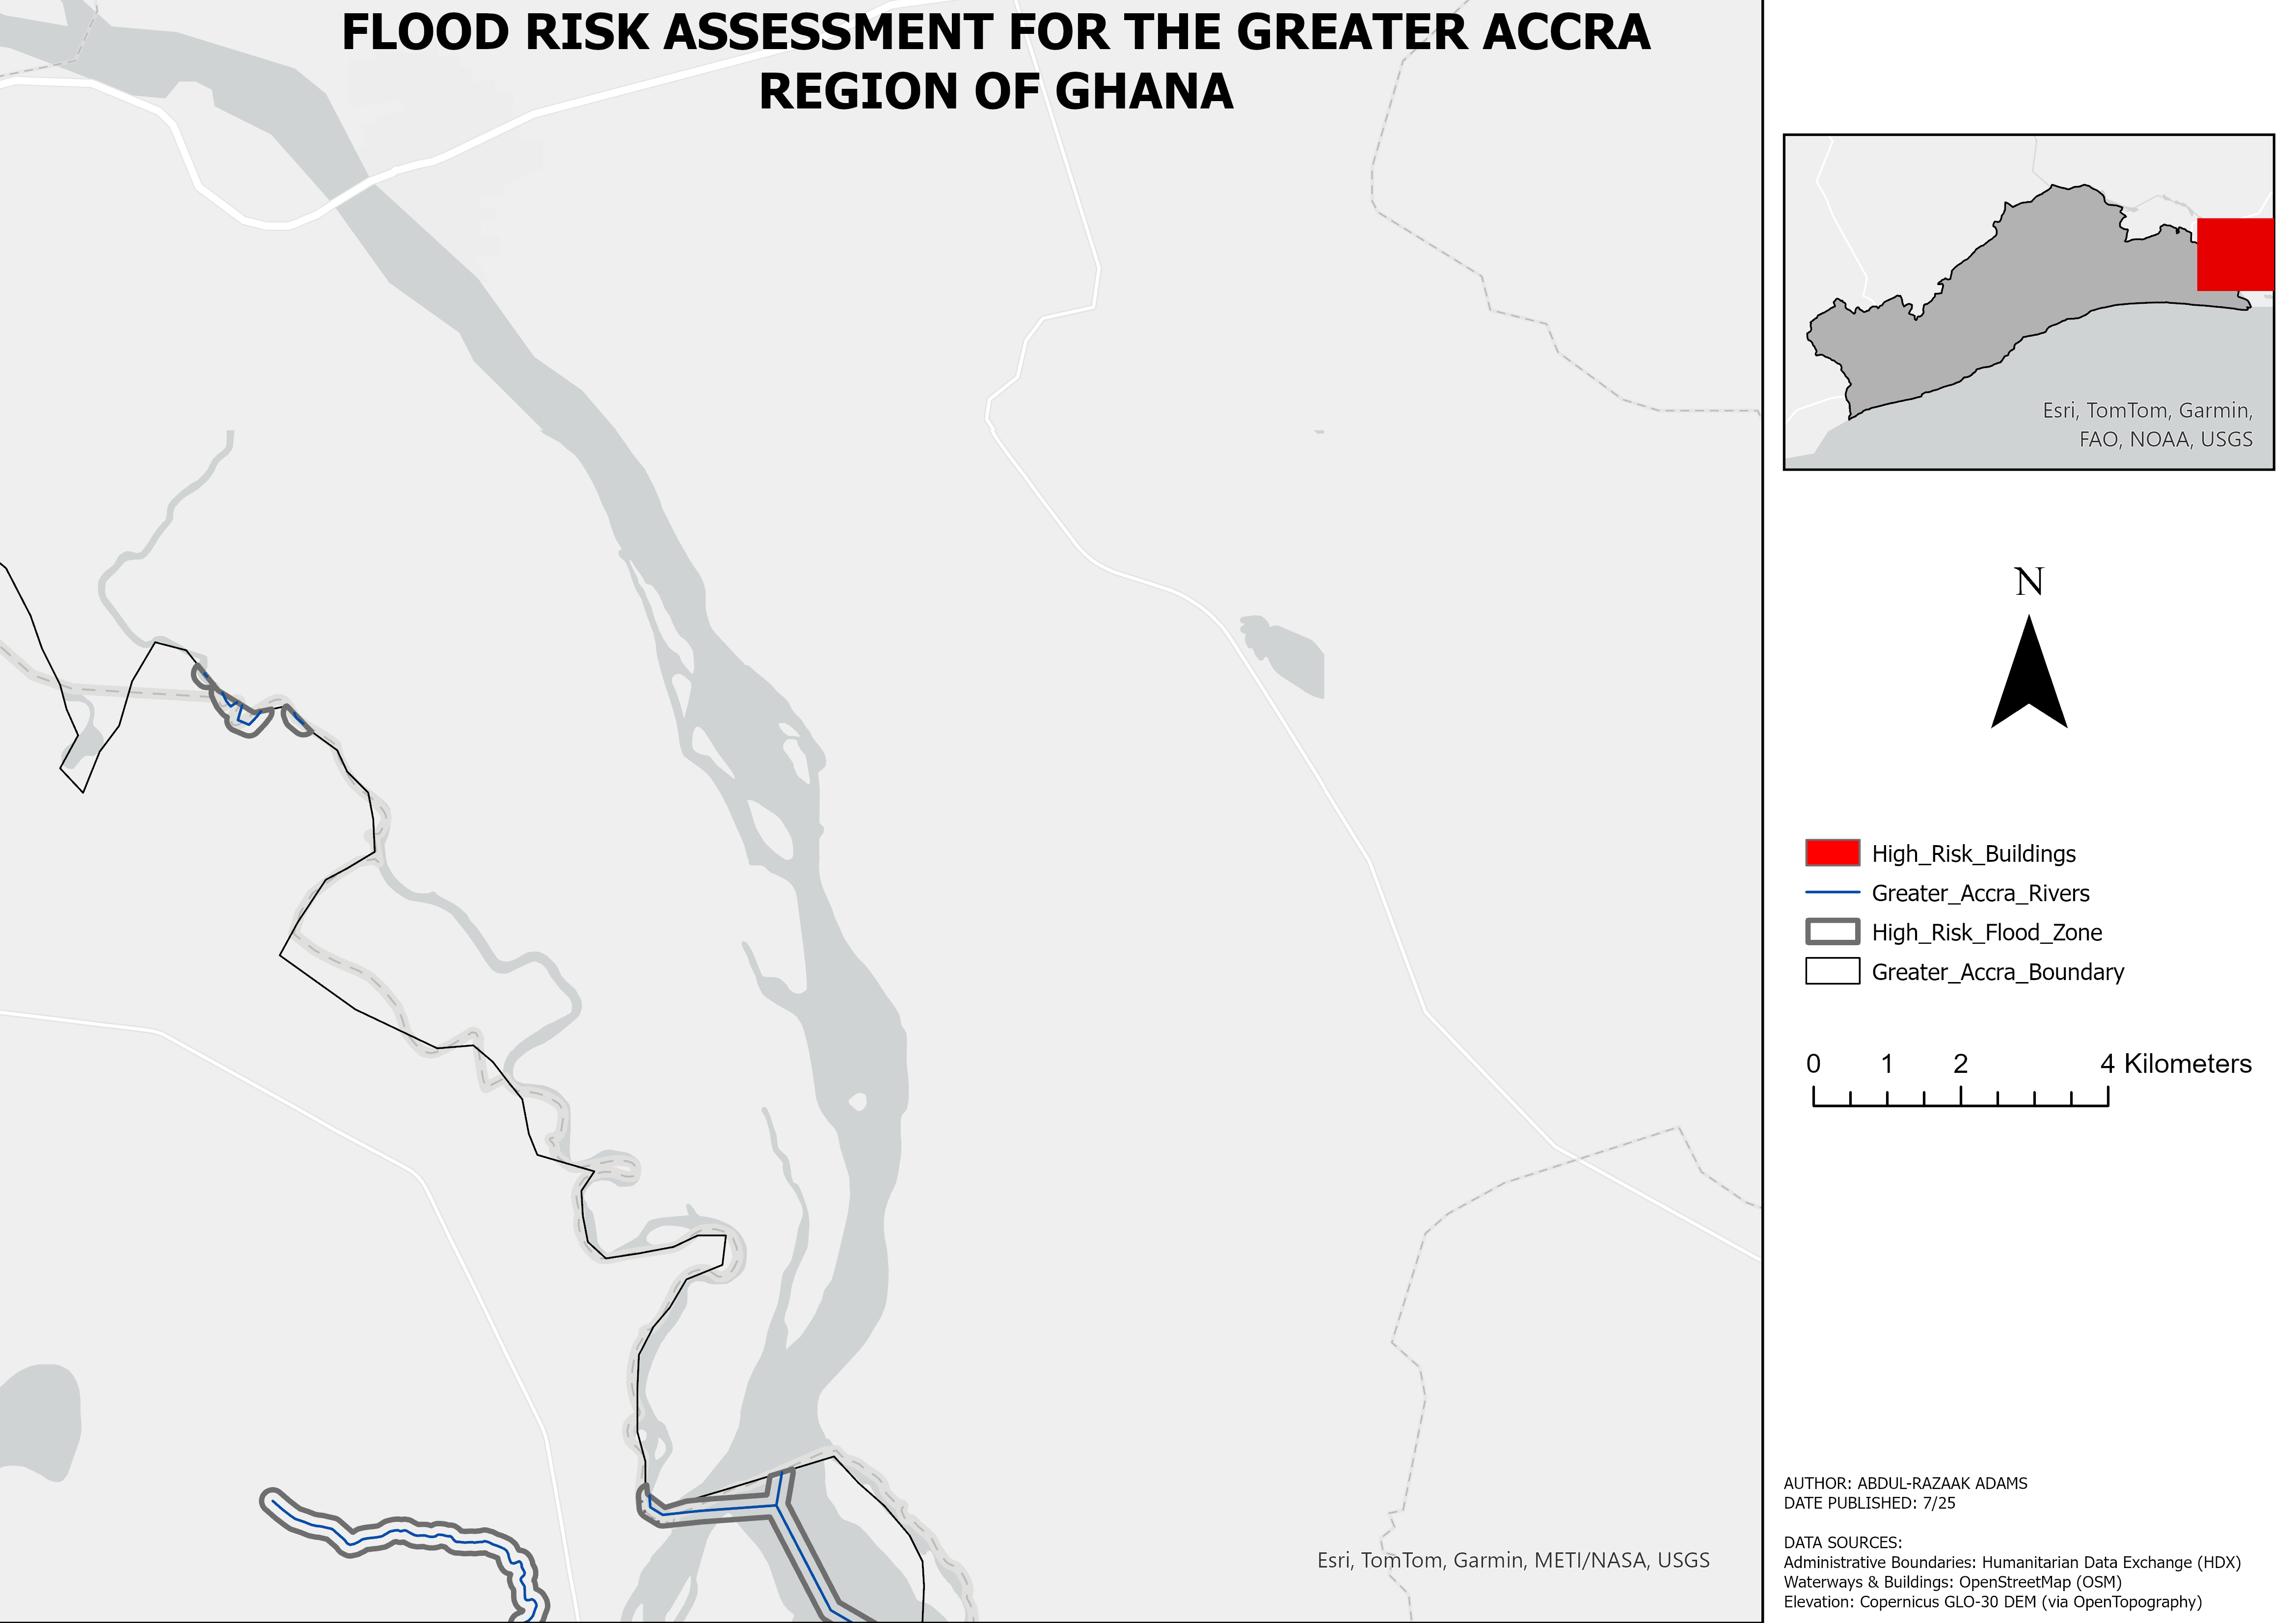 FLOOD RISK ASSESSMENT FOR THE GREATER ACCRA
REGION OF GHANA
Esri, TomTom, Garmin,
FAO, NOAA, USGS
N
High_Risk_Buildings
Greater_Accra_Rivers
High_Risk_Flood_Zone
Greater_Accra_Boundary
0 1 2 4 Kilometers
Esri, TomTom, Garmin, METI/NASA, USGS
AUTHOR: ABDUL-RAZAAK ADAMS
DATE PUBLISHED: 7/25
DATA SOURCES:
Administrative Boundaries: Humanitarian Data Exchange (HDX)
Waterways & Buildings: OpenStreetMap (OSM)
Elevation: Copernicus GLO-30 DEM (via OpenTopography)